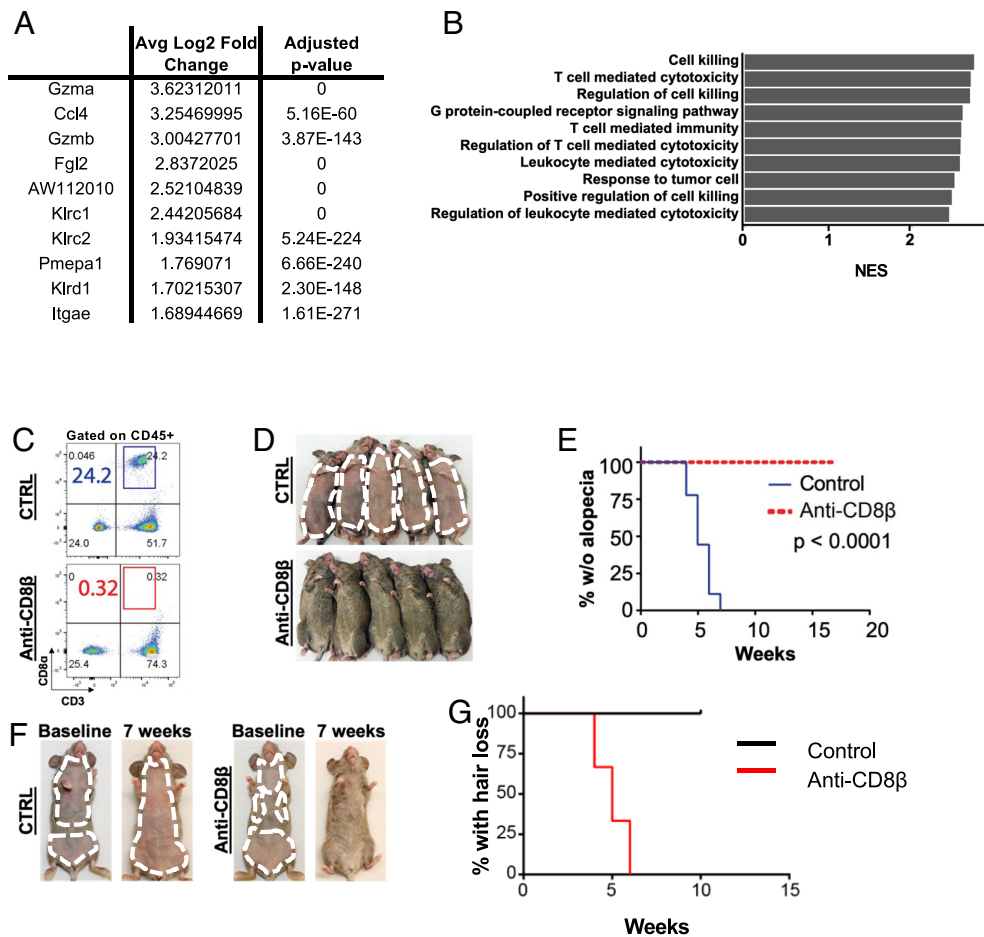 A
Avg Log2 Fold Change
Adjusted p-value
Gzma 3.62312011 0
Ccl4 3.25469995 5.16E-60
Gzmb 3.00427701 3.87E-143
Fgl2 2.8372025 0
AW112010 2.52104839 0
Klrc1 2.44205684 0
Klrc2 1.93415474 5.24E-224
Pmepa1 1.769071 6.66E-240
Klrd1 1.70215307 2.30E-148
Itgae 1.68944669 1.61E-271
B
Cell killing
T cell mediated cytotoxicity
Regulation of cell killing
G protein-coupled receptor signaling pathway
T cell mediated immunity
Regulation of T cell mediated cytotoxicity
Leukocyte mediated cytotoxicity
Response to tumor cell
Positive regulation of cell killing
Regulation of leukocyte mediated cytotoxicity
0 1 2
NES
C
Gated on CD45+
CTRL
0.046 24.2
24.2
24.0 51.7
Anti-CD8β
0 0.32
0.32
25.4 74.3
CD8α
CD3
D
CTRL
Anti-CD8β
E
% w/o alopecia
100
75
50
25
0
0 5 10 15 20
Weeks
Control
Anti-CD8β
p < 0.0001
F
Baseline 7 weeks
CTRL
Baseline 7 weeks
Anti-CD8β
G
% with hair loss
100
75
50
25
0
0 5 10 15
Weeks
Control
Anti-CD8β